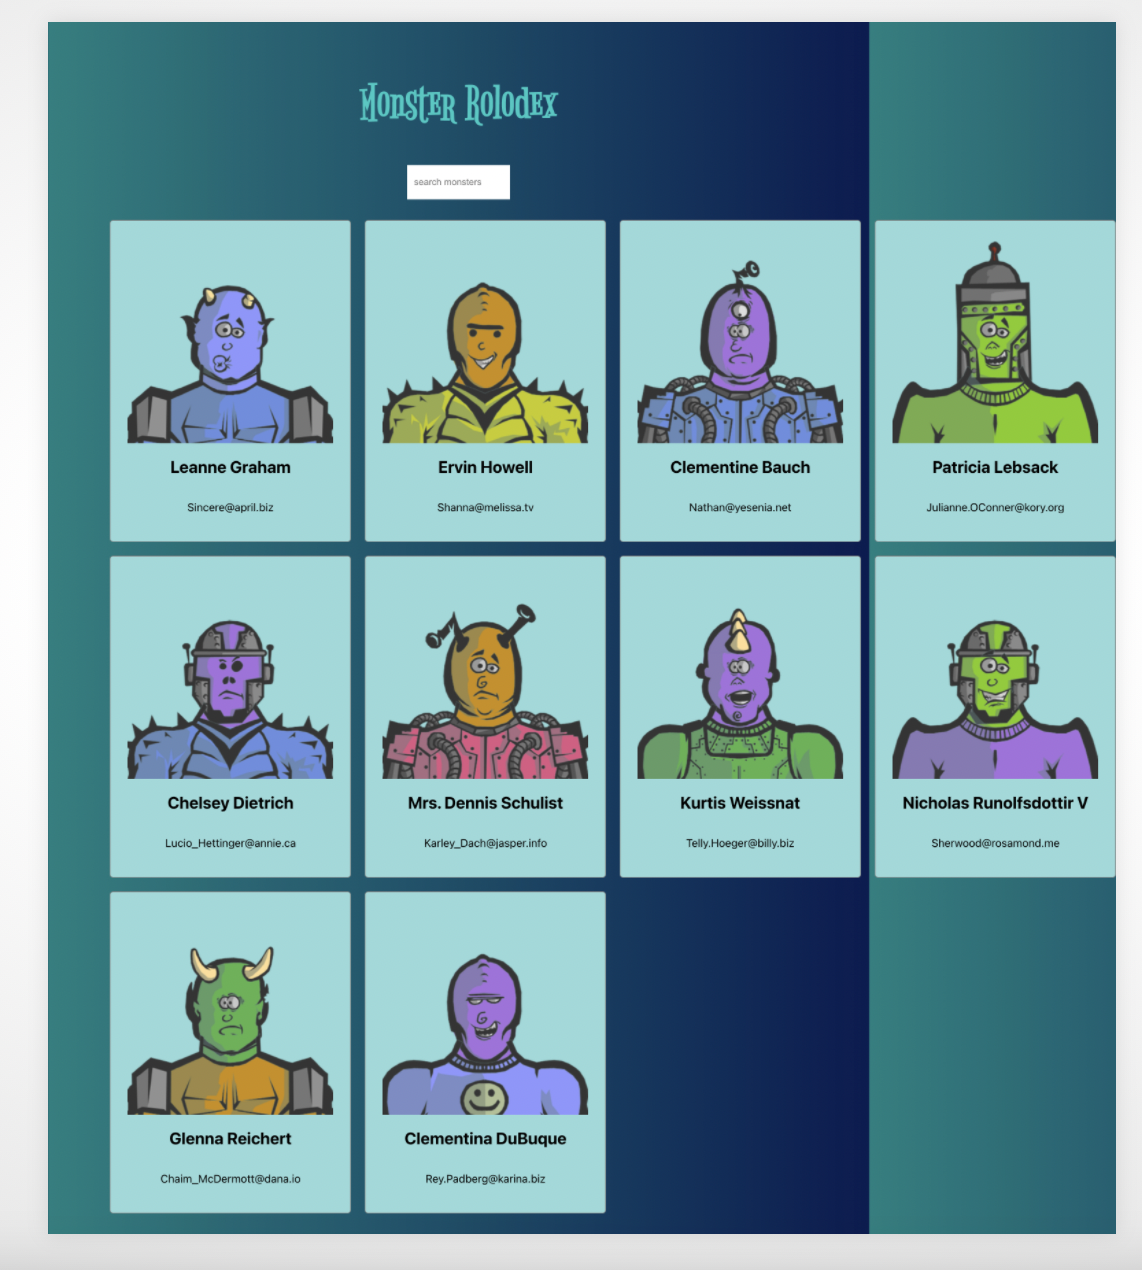 Monster Rolodex
search monsters
Leanne Graham
Sincere@april.biz
Ervin Howell
Shanna@melissa.tv
Clementine Bauch
Nathan@yesenia.net
Patricia Lebsack
Julianne.OConner@kory.org
Chelsey Dietrich
Lucio_Hettinger@annie.ca
Mrs. Dennis Schulist
Karley_Dach@jasper.info
Kurtis Weissnat
Telly.Hoeger@billy.biz
Nicholas Runolfsdottir V
Sherwood@rosamond.me
Glenna Reichert
Chaim_McDermott@dana.io
Clementina DuBuque
Rey.Padberg@karina.biz